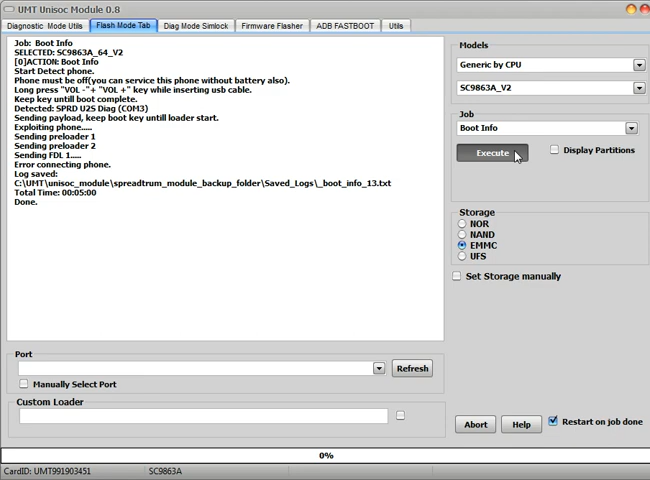 UMT Unisoc Module 0.8
Diagnostic Mode Utils
Flash Mode Tab
Diag Mode Simlock
Firmware Flasher
ADB FASTBOOT
Utils
Job: Boot Info
SELECTED: SC9863A_64_V2
[0]ACTION: Boot Info
Start Detect phone.
Phone must be off(you can service this phone without battery also).
Long press "VOL -"+ "VOL +" key while inserting usb cable.
Keep key untill boot complete.
Detected: SPRD U2S Diag (COM3)
Sending payload, keep boot key untill loader start.
Exploiting phone.....
Sending preloader 1
Sending preloader 2
Sending FDL 1.....
Error connecting phone.
Log saved:
C:\UMT\unisoc_module\spreadtrum_module_backup_folder\Saved_Logs\_boot_info_13.txt
Total Time: 00:05:00
Done.
Models
Generic by CPU
SC9863A_V2
Job
Boot Info
Execute
Display Partitions
Storage
NOR
NAND
EMMC
UFS
Set Storage manually
Port
Refresh
Manually Select Port
Custom Loader
Abort
Help
Restart on job done
0%
CardID: UMT991903451
SC9863A